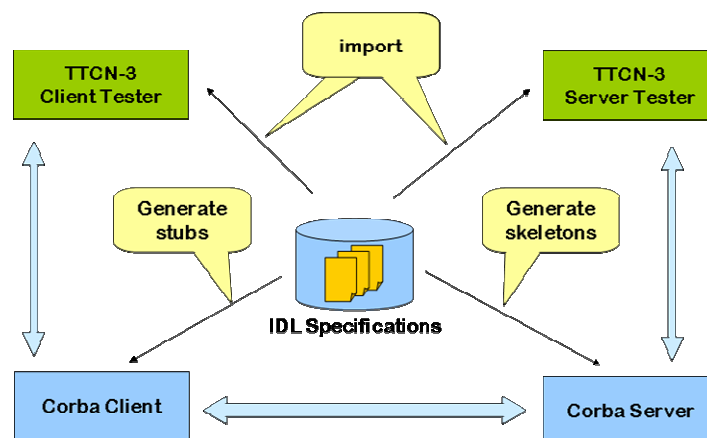 import
TTCN-3
Client Tester
TTCN-3
Server Tester
Generate
stubs
Generate
skeletons
IDL Specifications
Corba Client
Corba Server